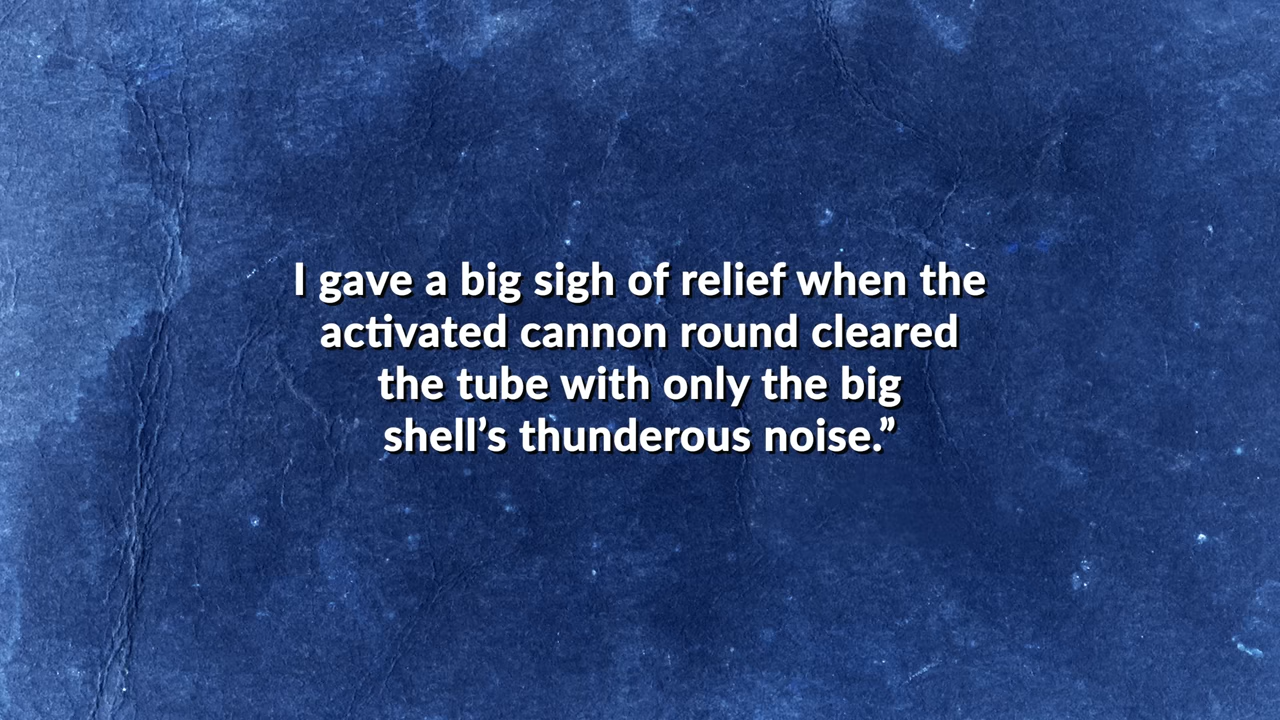 I gave a big sigh of relief when the
activated cannon round cleared
the tube with only the big
shell’s thunderous noise.”